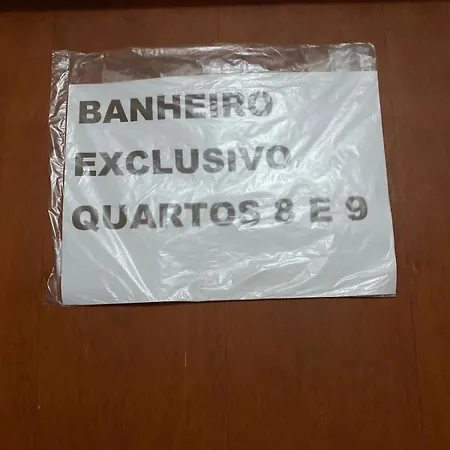 BANHEIRO
EXCLUSIVO
QUARTOS 8 E 9